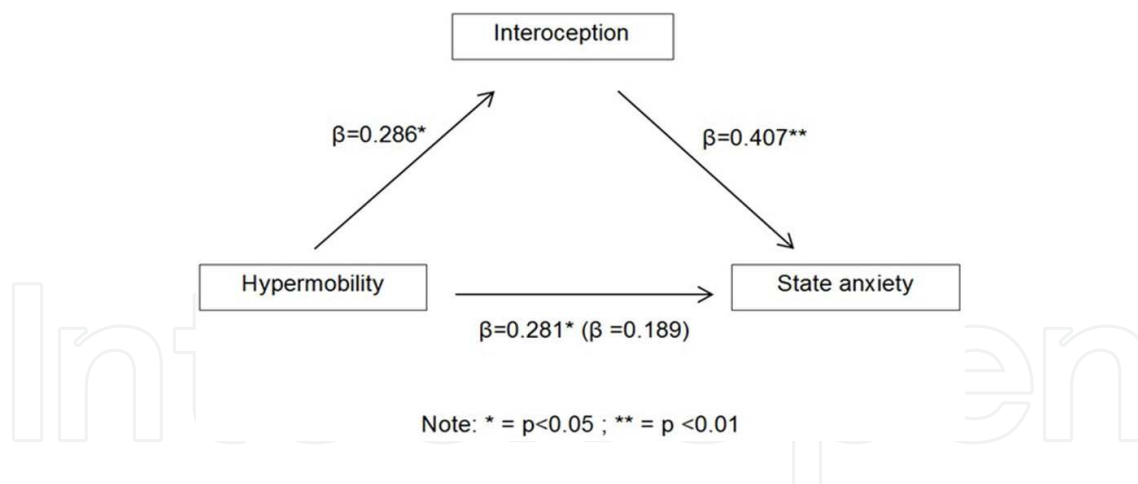 Interoception
β=0.286*
β=0.407**
Hypermobility
State anxiety
β=0.281* (β =0.189)
Note: * = p<0.05 ; ** = p <0.01